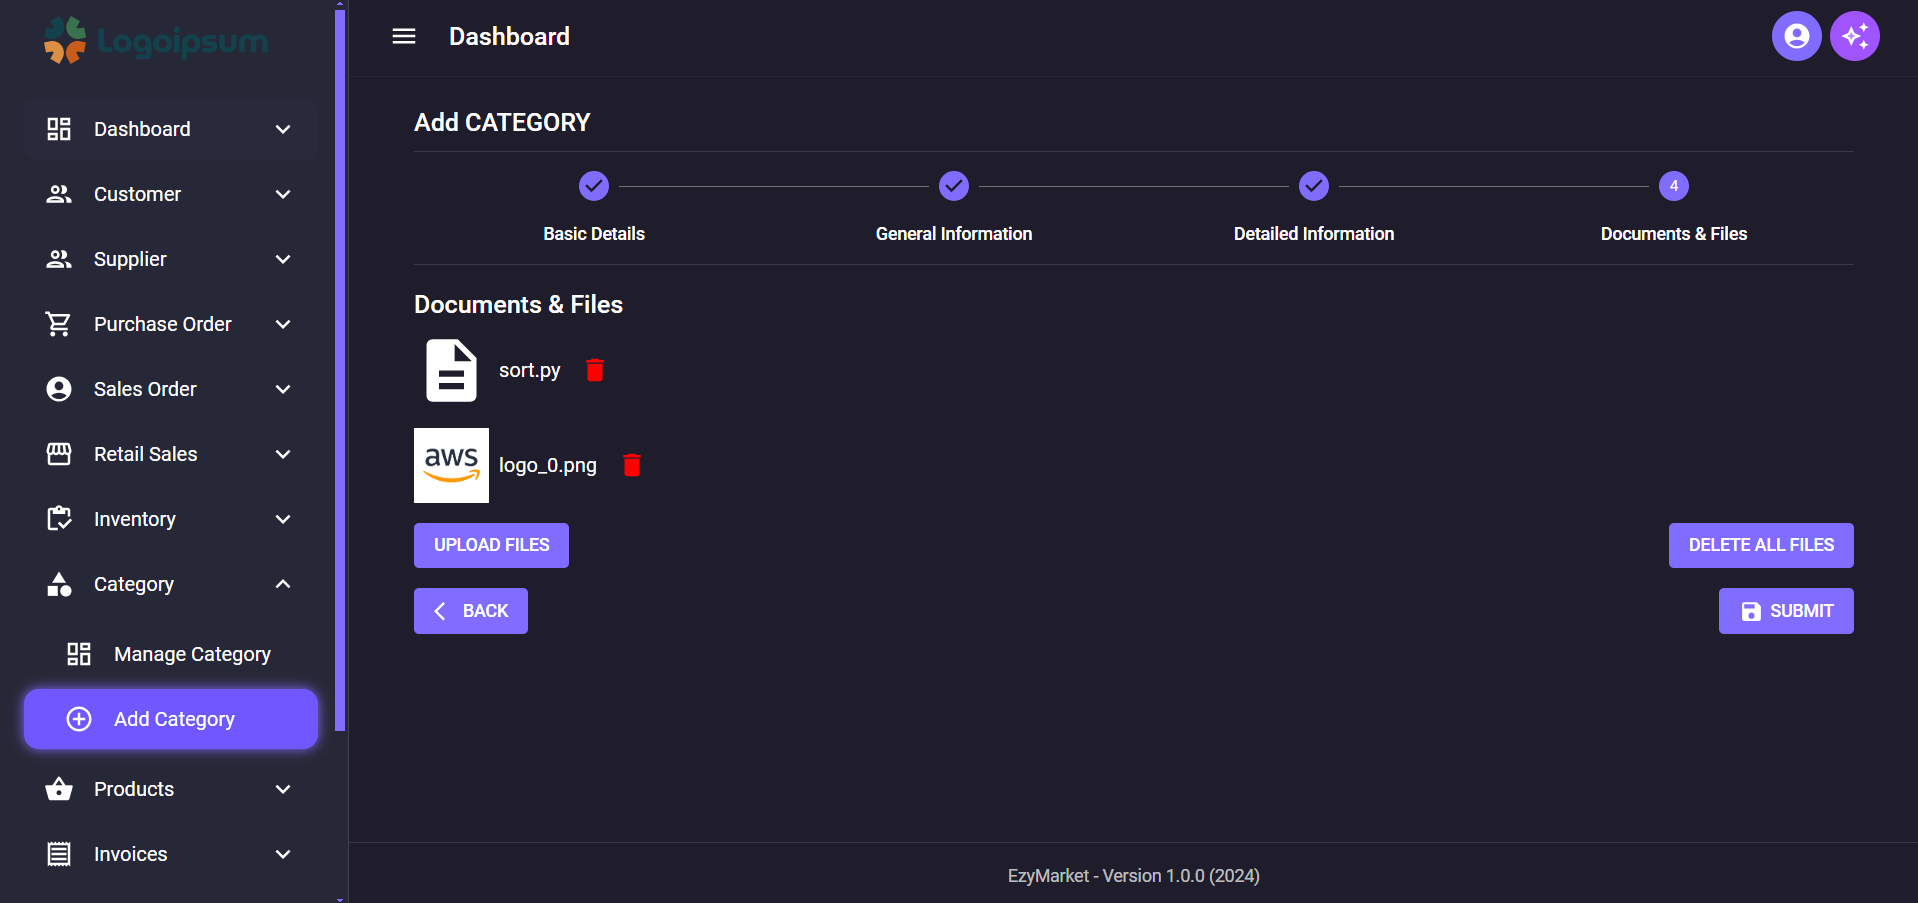 Logoipsum
Dashboard
Customer
Supplier
Purchase Order
Sales Order
Retail Sales
Inventory
Category
Manage Category
Add Category
Products
Invoices
Dashboard
Add CATEGORY
4
Basic Details
General Information
Detailed Information
Documents & Files
Documents & Files
sort.py
aws
logo_0.png
UPLOAD FILES
DELETE ALL FILES
BACK
SUBMIT
EzyMarket - Version 1.0.0 (2024)